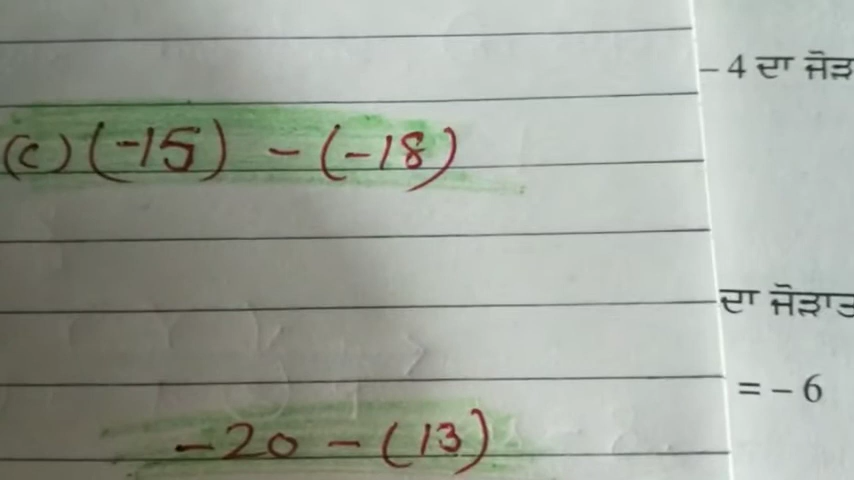 – 4 ਦਾ ਜੋੜ
(c) (-15) - (-18)
ਦਾ
= – 6
-20 - (13)